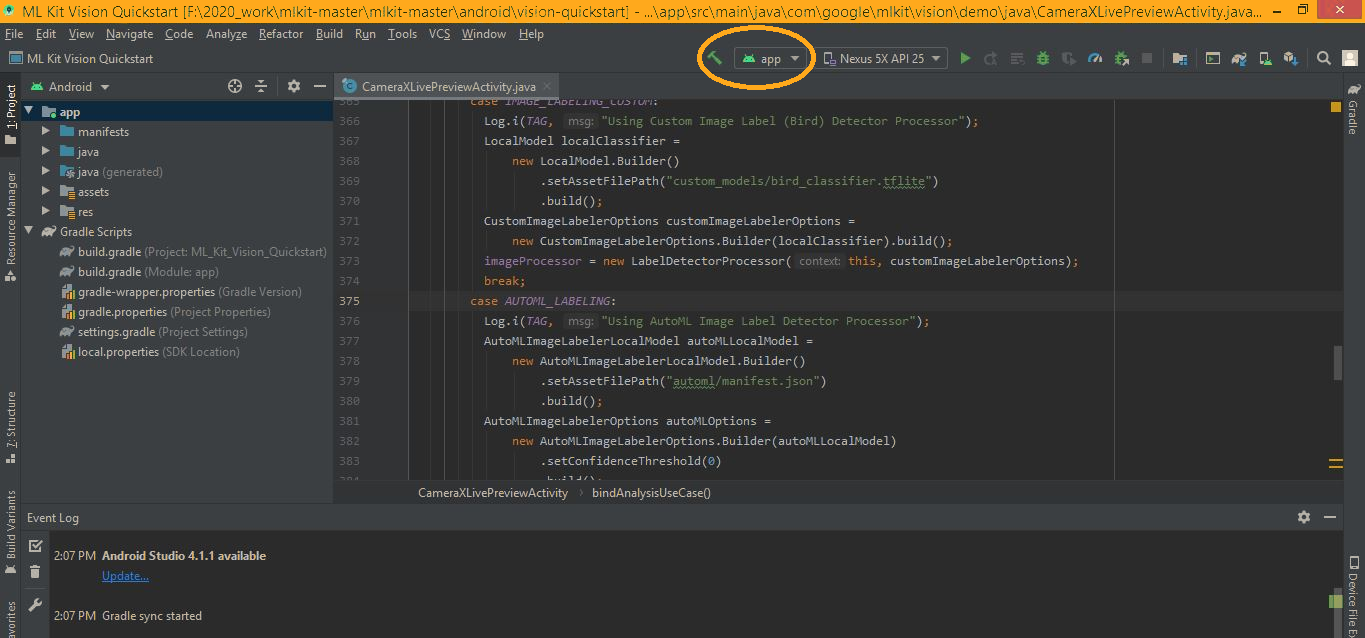 ML Kit Vision Quickstart [F:\2020_work\mlkit-master\mlkit-master\android\vision-quickstart] - ...\app\src\main\java\com\google\mlkit\vision\demo\java\CameraXLivePreviewActivity.java...
File Edit View Navigate Code Analyze Refactor Build Run Tools VCS Window Help
ML Kit Vision Quickstart app Nexus 5X API 25
1: Project
Resource Manager
7: Structure
Build Variants
Android
app
manifests
java
java (generated)
assets
res
Gradle Scripts
build.gradle (Project: ML_Kit_Vision_Quickstart)
build.gradle (Module: app)
gradle-wrapper.properties (Gradle Version)
gradle.properties (Project Properties)
settings.gradle (Project Settings)
local.properties (SDK Location)
CameraXLivePreviewActivity.java
365 case IMAGE_LABELING_CUSTOM:
366 Log.i(TAG, msg: "Using Custom Image Label (Bird) Detector Processor");
367 LocalModel localClassifier =
368 new LocalModel.Builder()
369 .setAssetFilePath("custom_models/bird_classifier.tflite")
370 .build();
371 CustomImageLabelerOptions customImageLabelerOptions =
372 new CustomImageLabelerOptions.Builder(localClassifier).build();
373 imageProcessor = new LabelDetectorProcessor( context: this, customImageLabelerOptions);
374 break;
375 case AUTOML_LABELING:
376 Log.i(TAG, msg: "Using AutoML Image Label Detector Processor");
377 AutoMLImageLabelerLocalModel autoMLLocalModel =
378 new AutoMLImageLabelerLocalModel.Builder()
379 .setAssetFilePath("automl/manifest.json")
380 .build();
381 AutoMLImageLabelerOptions autoMLOptions =
382 new AutoMLImageLabelerOptions.Builder(autoMLLocalModel)
383 .setConfidenceThreshold(0)
384 .build();
CameraXLivePreviewActivity › bindAnalysisUseCase()
Gradle
Event Log
2:07 PM Android Studio 4.1.1 available
Update...
2:07 PM Gradle sync started
Device File